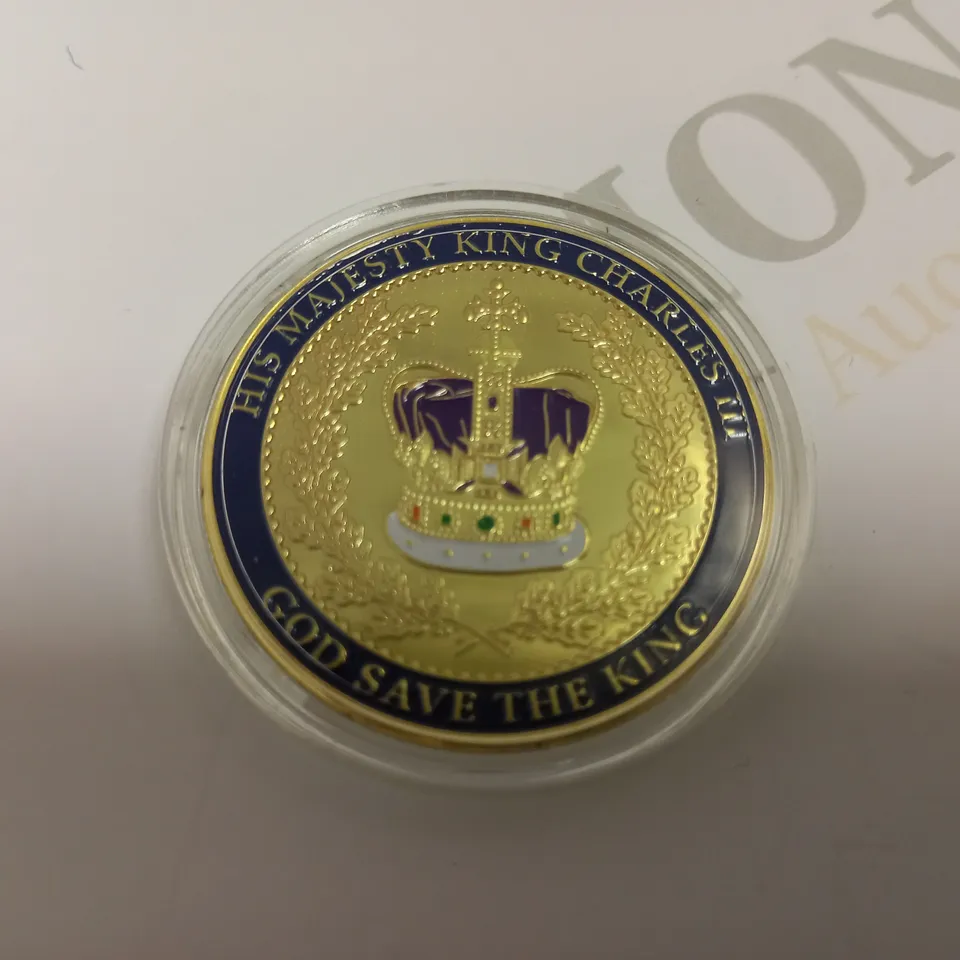 HIS MAJESTY KING CHARLES III
GOD SAVE THE KING